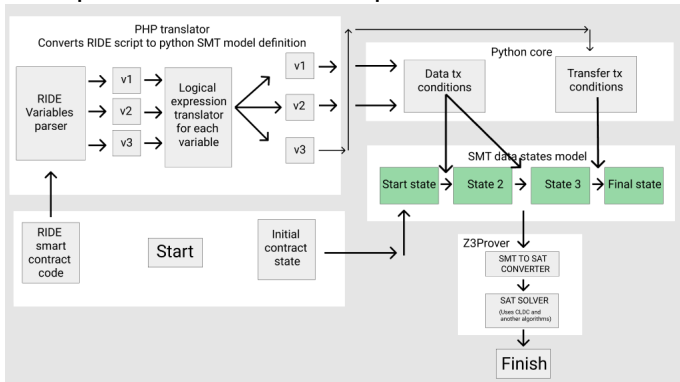 PHP translator
Converts RIDE script to python SMT model definition
RIDE
Variables
parser
v1
v2
v3
Logical
expression
translator
for each
variable
v1
v2
v3
Python core
Data tx
conditions
Transfer tx
conditions
SMT data states model
Start state
State 2
State 3
Final state
RIDE
smart
contract
code
Start
Initial
contract
state
Z3Prover
SMT TO SAT
CONVERTER
SAT SOLVER
(Uses CLDC and
another algorithms)
Finish